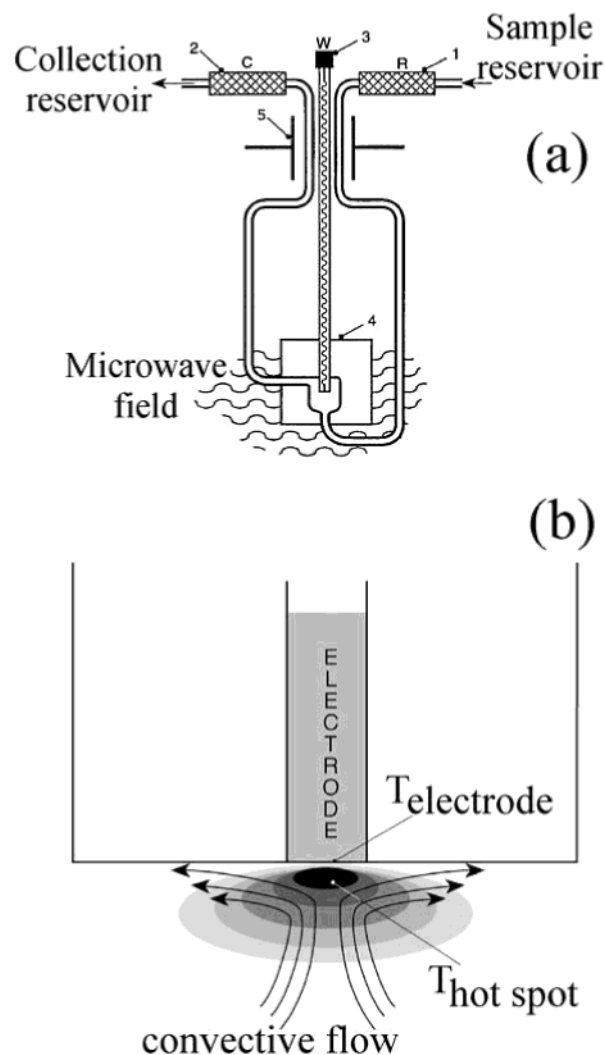 2 C W 3 R 1
Collection
reservoir
Sample
reservoir
5
(a)
4
Microwave
field
(b)
ELECTRODE
Telectrode
Thot spot
convective flow